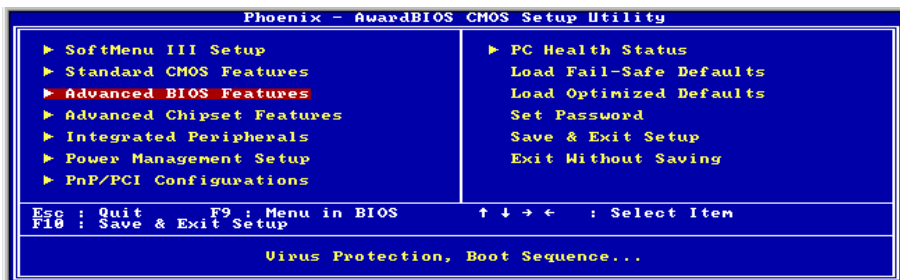 Phoenix - AwardBIOS CMOS Setup Utility
► SoftMenu III Setup
► Standard CMOS Features
► Advanced BIOS Features
► Advanced Chipset Features
► Integrated Peripherals
► Power Management Setup
► PnP/PCI Configurations
► PC Health Status
Load Fail-Safe Defaults
Load Optimized Defaults
Set Password
Save & Exit Setup
Exit Without Saving
Esc : Quit F9 : Menu in BIOS ↑ ↓ → ← : Select Item
F10 : Save & Exit Setup
Virus Protection, Boot Sequence...